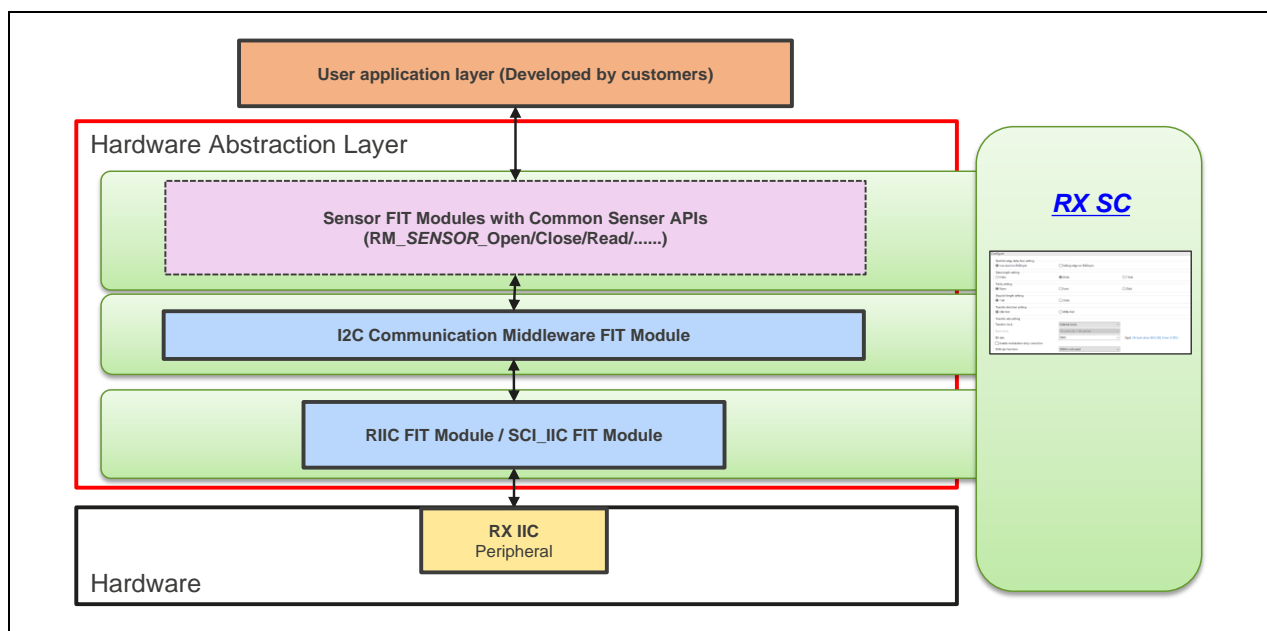 User application layer (Developed by customers)
Hardware Abstraction Layer
Sensor FIT Modules with Common Senser APIs
(RM_SENSOR_Open/Close/Read/......)
RX SC
I2C Communication Middleware FIT Module
RIIC FIT Module / SCI_IIC FIT Module
RX IIC
Peripheral
Hardware